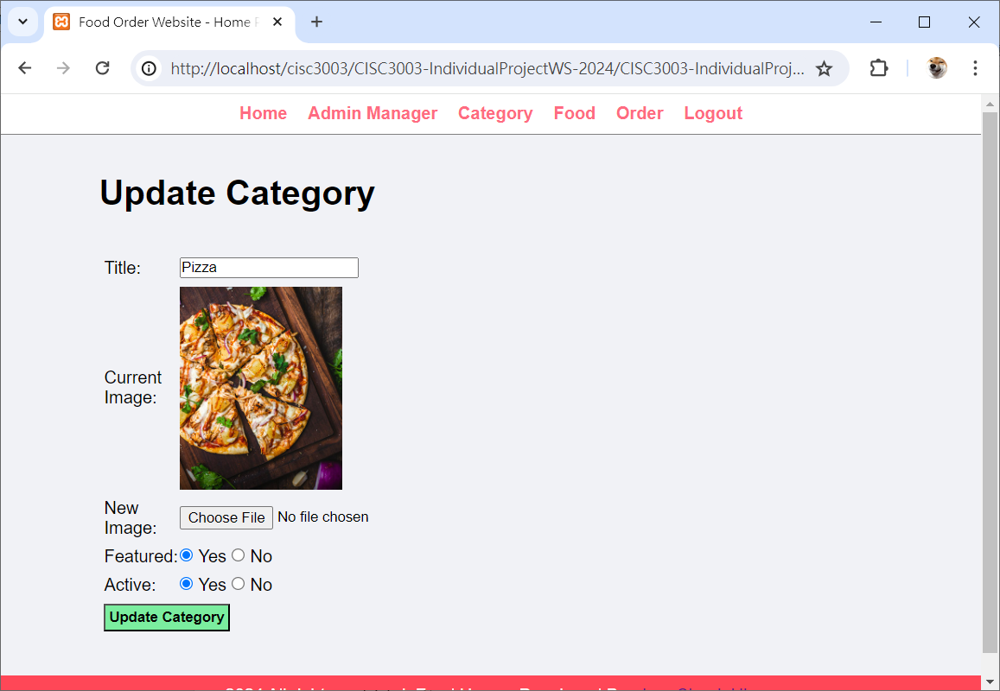 Food Order Website - Home
http://localhost/cisc3003/CISC3003-IndividualProjectWS-2024/CISC3003-IndividualProj...
Home Admin Manager Category Food Order Logout
Update Category
Title: Pizza
Current
Image:
New
Image:
Choose File No file chosen
Featured: Yes No
Active: Yes No
Update Category